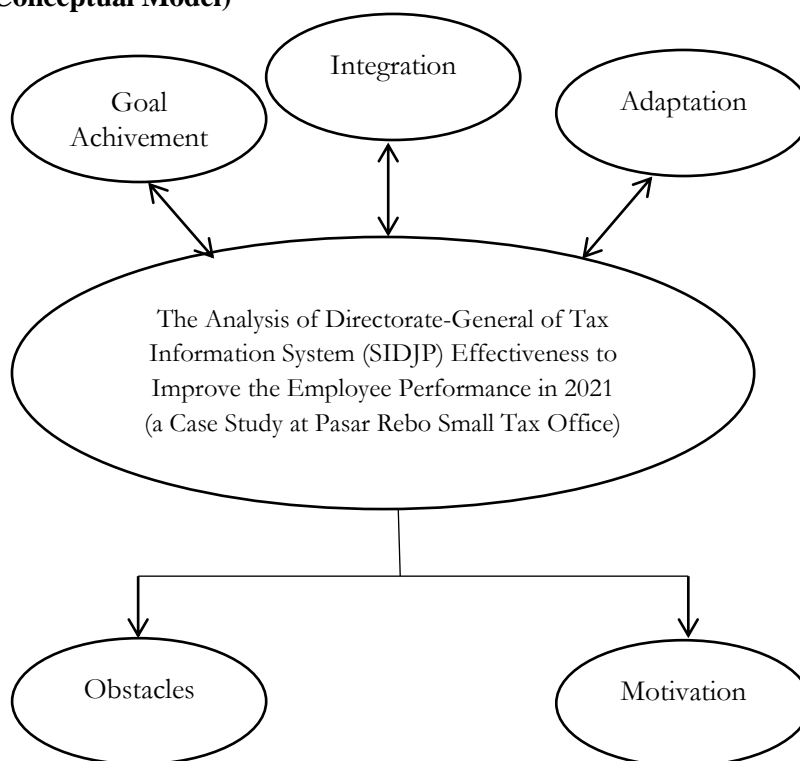 Conceptual Model)
Integration
Goal
Achivement
Adaptation
The Analysis of Directorate-General of Tax
Information System (SIDJP) Effectiveness to
Improve the Employee Performance in 2021
(a Case Study at Pasar Rebo Small Tax Office)
Obstacles
Motivation